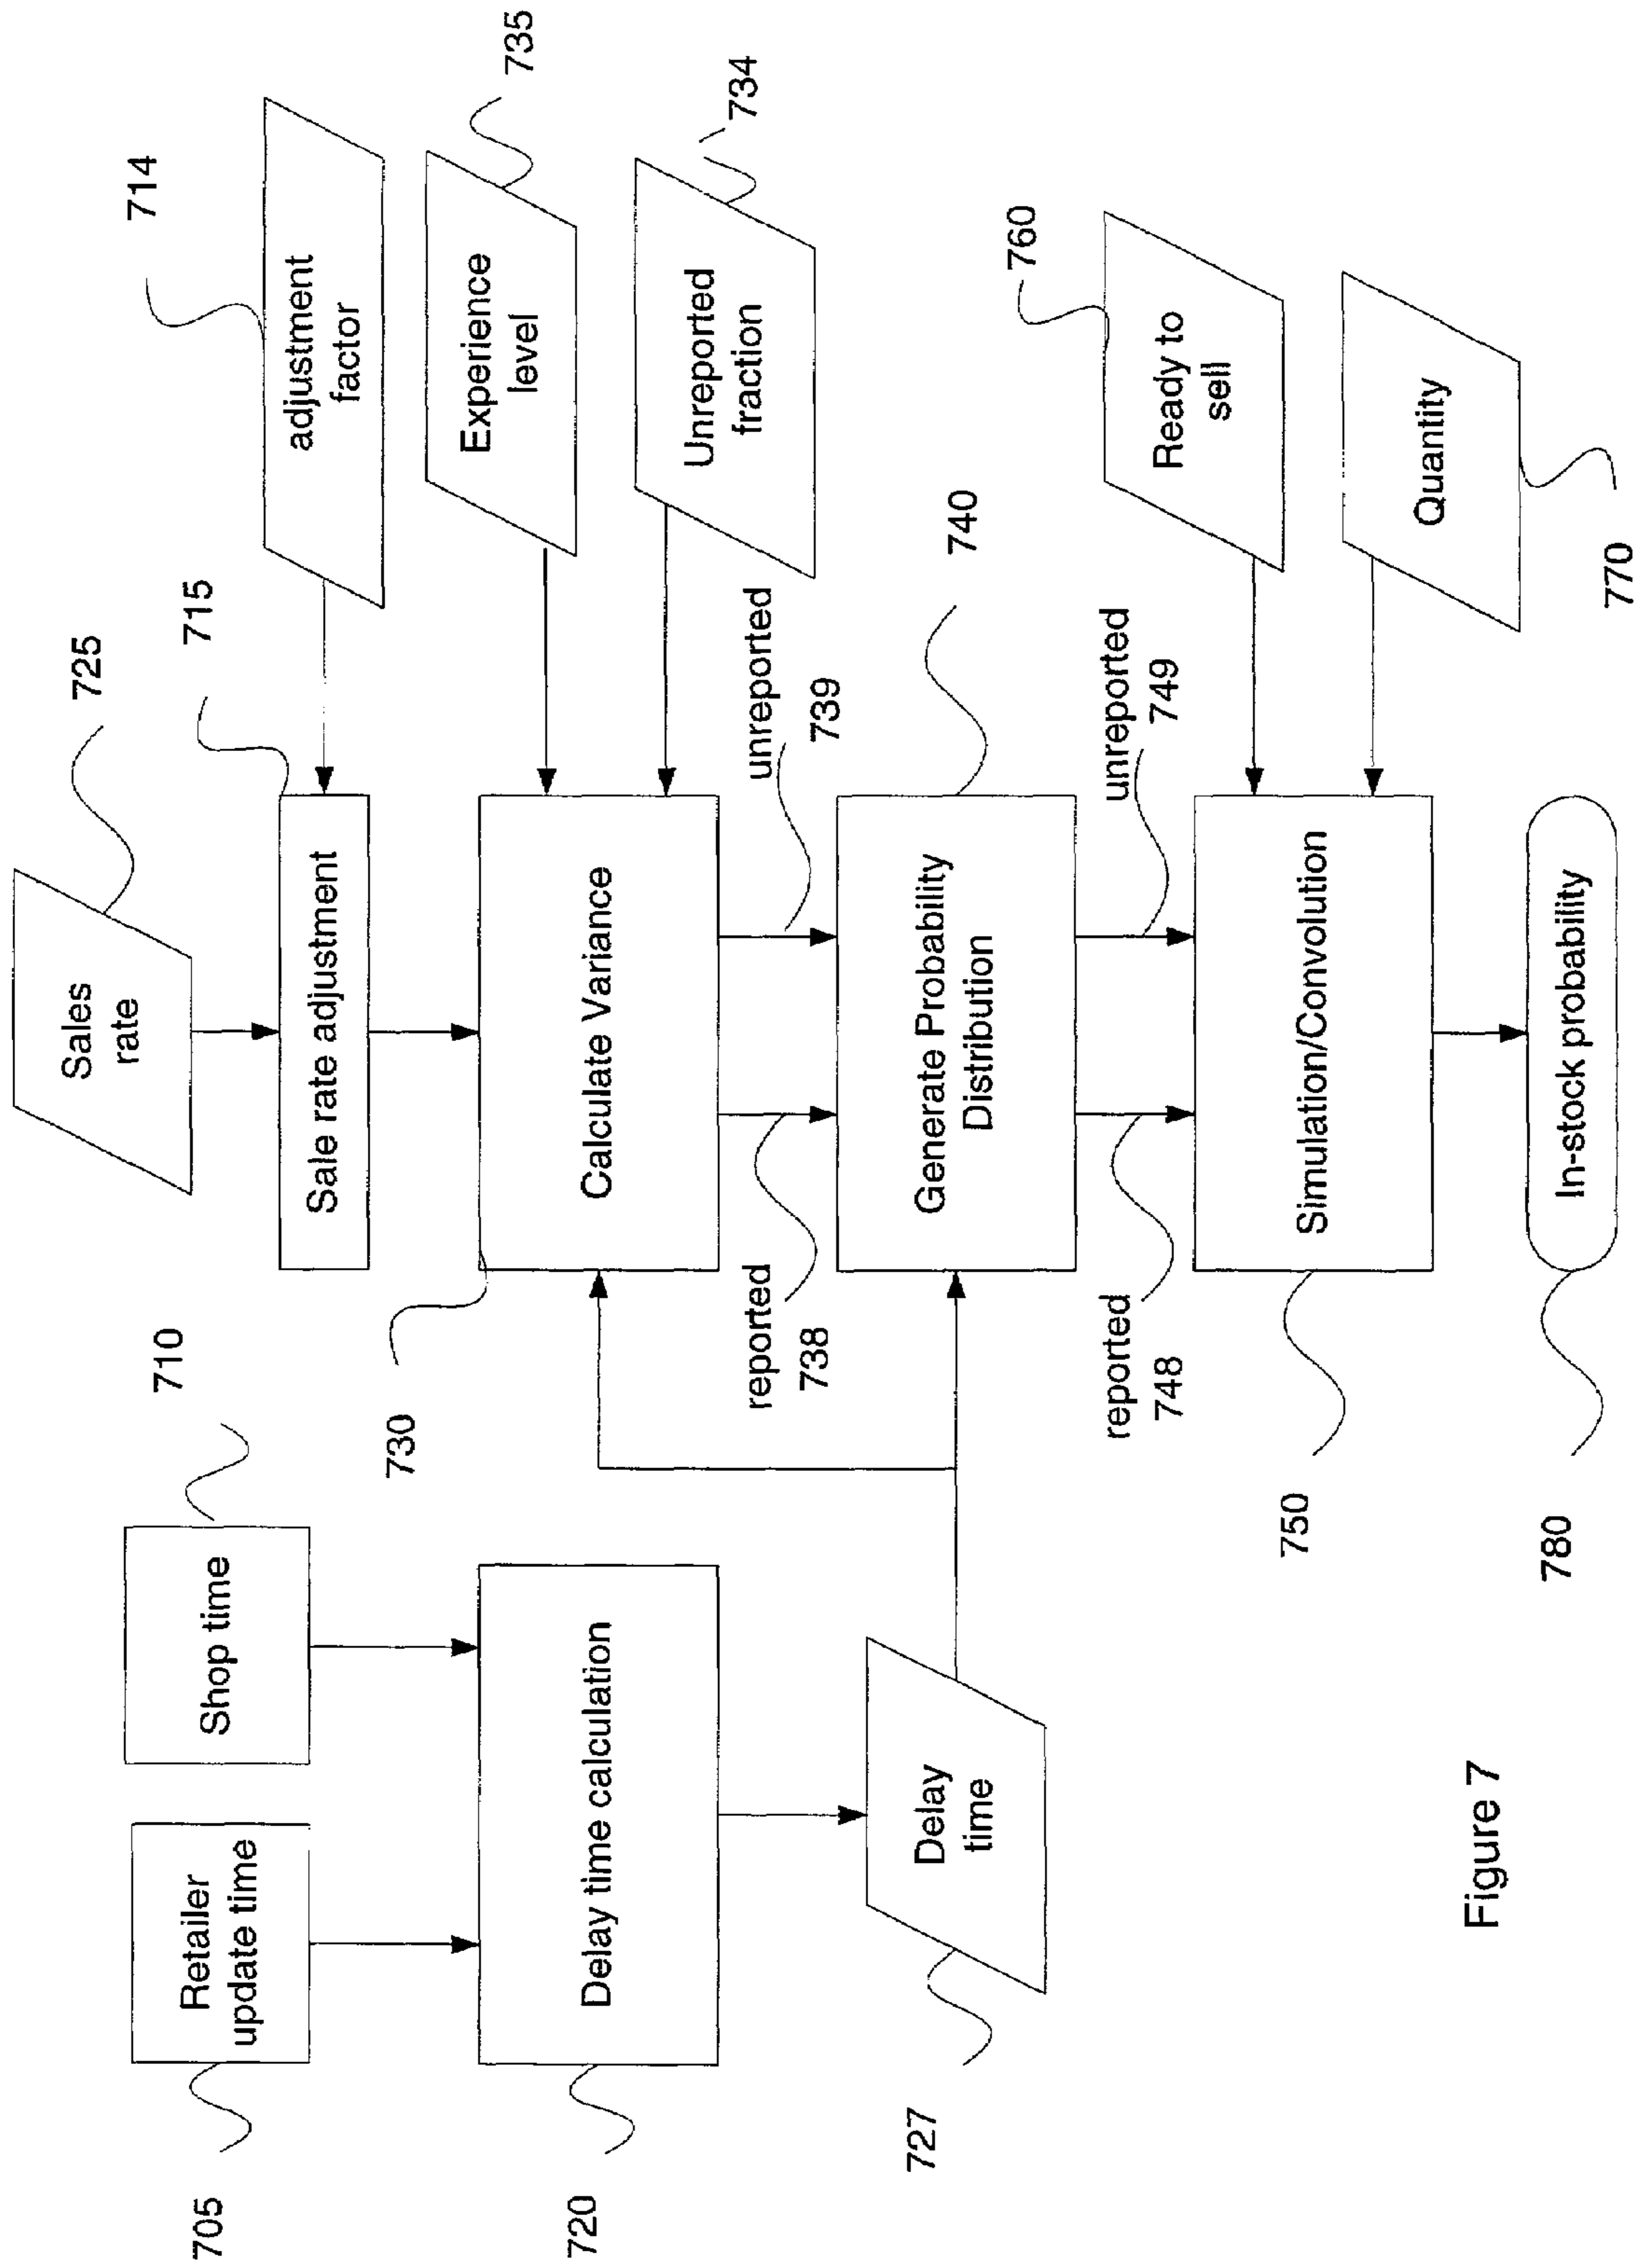 725
Sales
rate
714
adjustment
factor
715
Sale rate adjustment
710
Shop time
705
Retailer
update time
735
Experience
level
734
Unreported
fraction
730
Calculate Variance
720
Delay time calculation
reported
738
unreported
739
740
Generate Probability
Distribution
727
Delay
time
reported
748
unreported
749
760
Ready to
sell
750
Simulation/Convolution
Quantity
770
780
In-stock probability
Figure 7